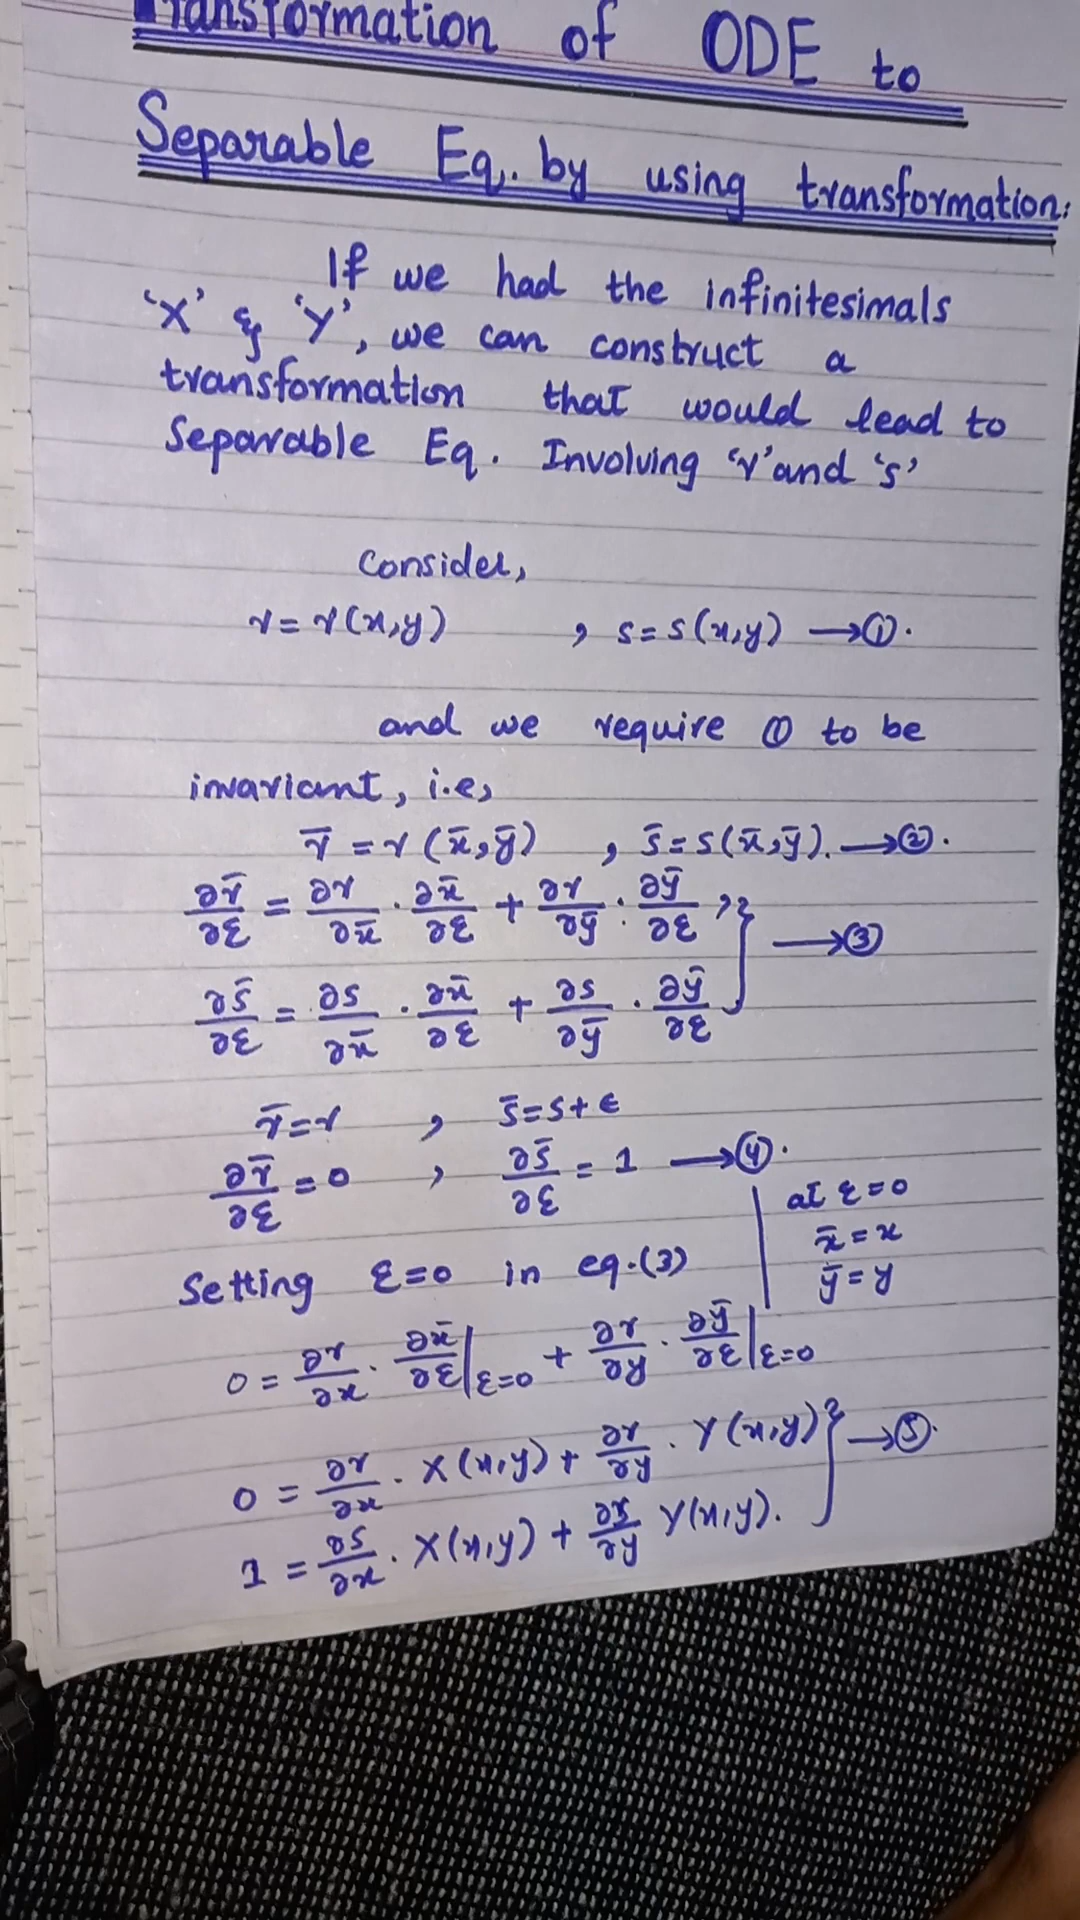 Transformation of ODE to
Separable Eq. by using transformation:
If we had the infinitesimals
'X' & 'Y', we can construct a
transformation that would lead to
Separable Eq. Involving 'r' and 's'
Consider,
r = r(x,y) , s = s(x,y) → ①.
and we require ① to be
invariant, i.e,
r̄ = r(x̄,ȳ) , s̄ = s(x̄,ȳ). → ②.
∂r̄/∂ε = ∂r/∂x̄ . ∂x̄/∂ε + ∂r/∂ȳ . ∂ȳ/∂ε , } → ③
∂s̄/∂ε = ∂s/∂x̄ . ∂x̄/∂ε + ∂s/∂ȳ . ∂ȳ/∂ε
r̄ = r , s̄ = s + ε
∂r̄/∂ε = 0 , ∂s̄/∂ε = 1 → ④.
at ε = 0
x̄ = x
ȳ = y
Setting ε = 0 in eq.(3)
0 = ∂r/∂x . ∂x̄/∂ε |ε=0 + ∂r/∂y . ∂ȳ/∂ε |ε=0
0 = ∂r/∂x . X(x,y) + ∂r/∂y . Y(x,y) } → ⑤.
1 = ∂s/∂x . X(x,y) + ∂s/∂y Y(x,y).